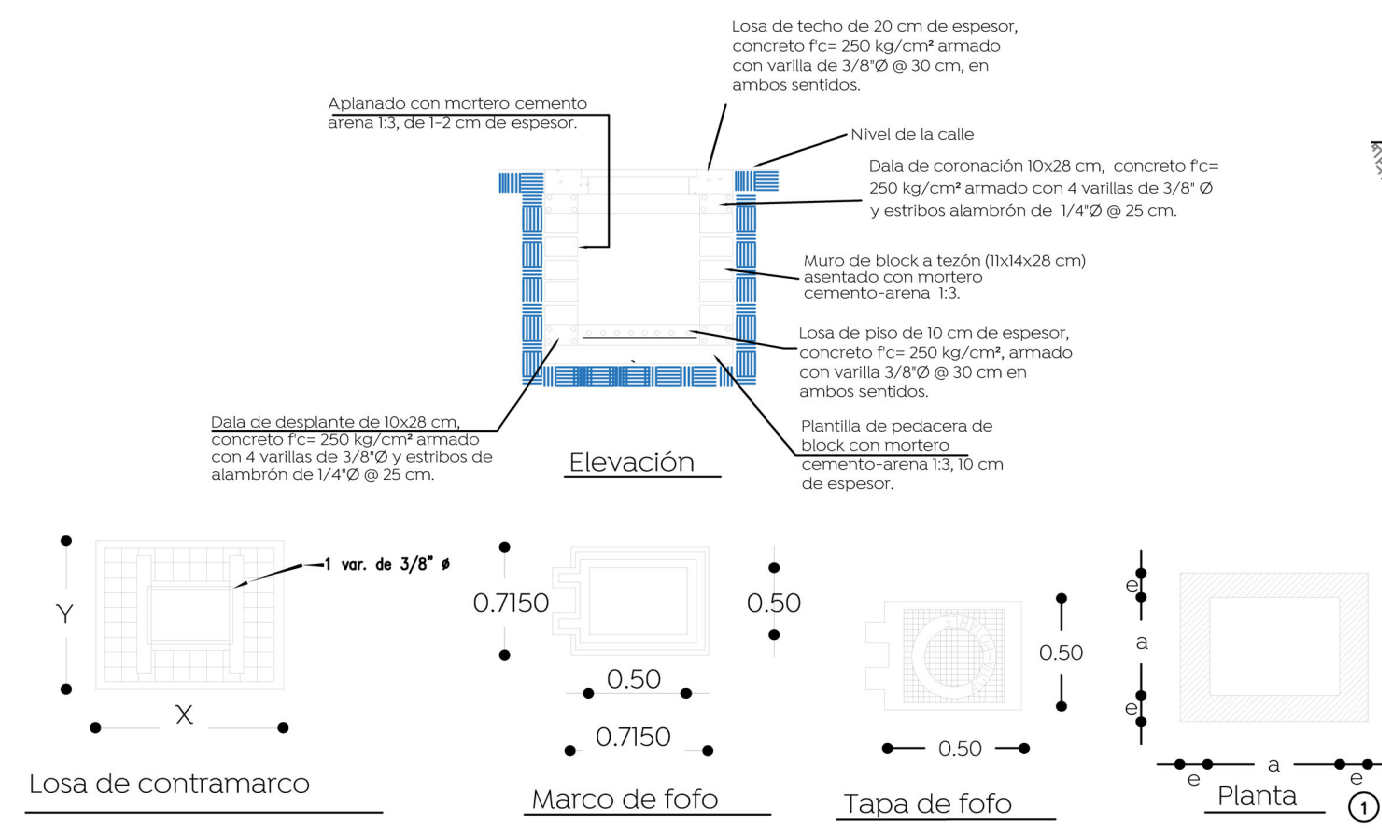 Losa de techo de 20 cm de espesor,
concreto f'c= 250 kg/cm² armado
con varilla de 3/8"Ø @ 30 cm, en
ambos sentidos.
Aplanado con mortero cemento
arena 1:3, de 1-2 cm de espesor.
Nivel de la calle
Dala de coronación 10x28 cm, concreto f'c=
250 kg/cm² armado con 4 varillas de 3/8" Ø
y estribos alambrón de 1/4"Ø @ 25 cm.
Muro de block a tezón (11x14x28 cm)
asentado con mortero
cemento-arena 1:3.
Losa de piso de 10 cm de espesor,
concreto f'c= 250 kg/cm², armado
con varilla 3/8"Ø @ 30 cm en
ambos sentidos.
Dala de desplante de 10x28 cm,
concreto f'c= 250 kg/cm² armado
con 4 varillas de 3/8"Ø y estribos de
alambrón de 1/4"Ø @ 25 cm.
Plantilla de pedacera de
block con mortero
cemento-arena 1:3, 10 cm
de espesor.
Elevación
1 var. de 3/8" ø
Y
X
Losa de contramarco
0.7150
0.50
0.50
0.7150
Marco de fofo
0.50
0.50
Tapa de fofo
e
a
e
e
a
e
Planta
1